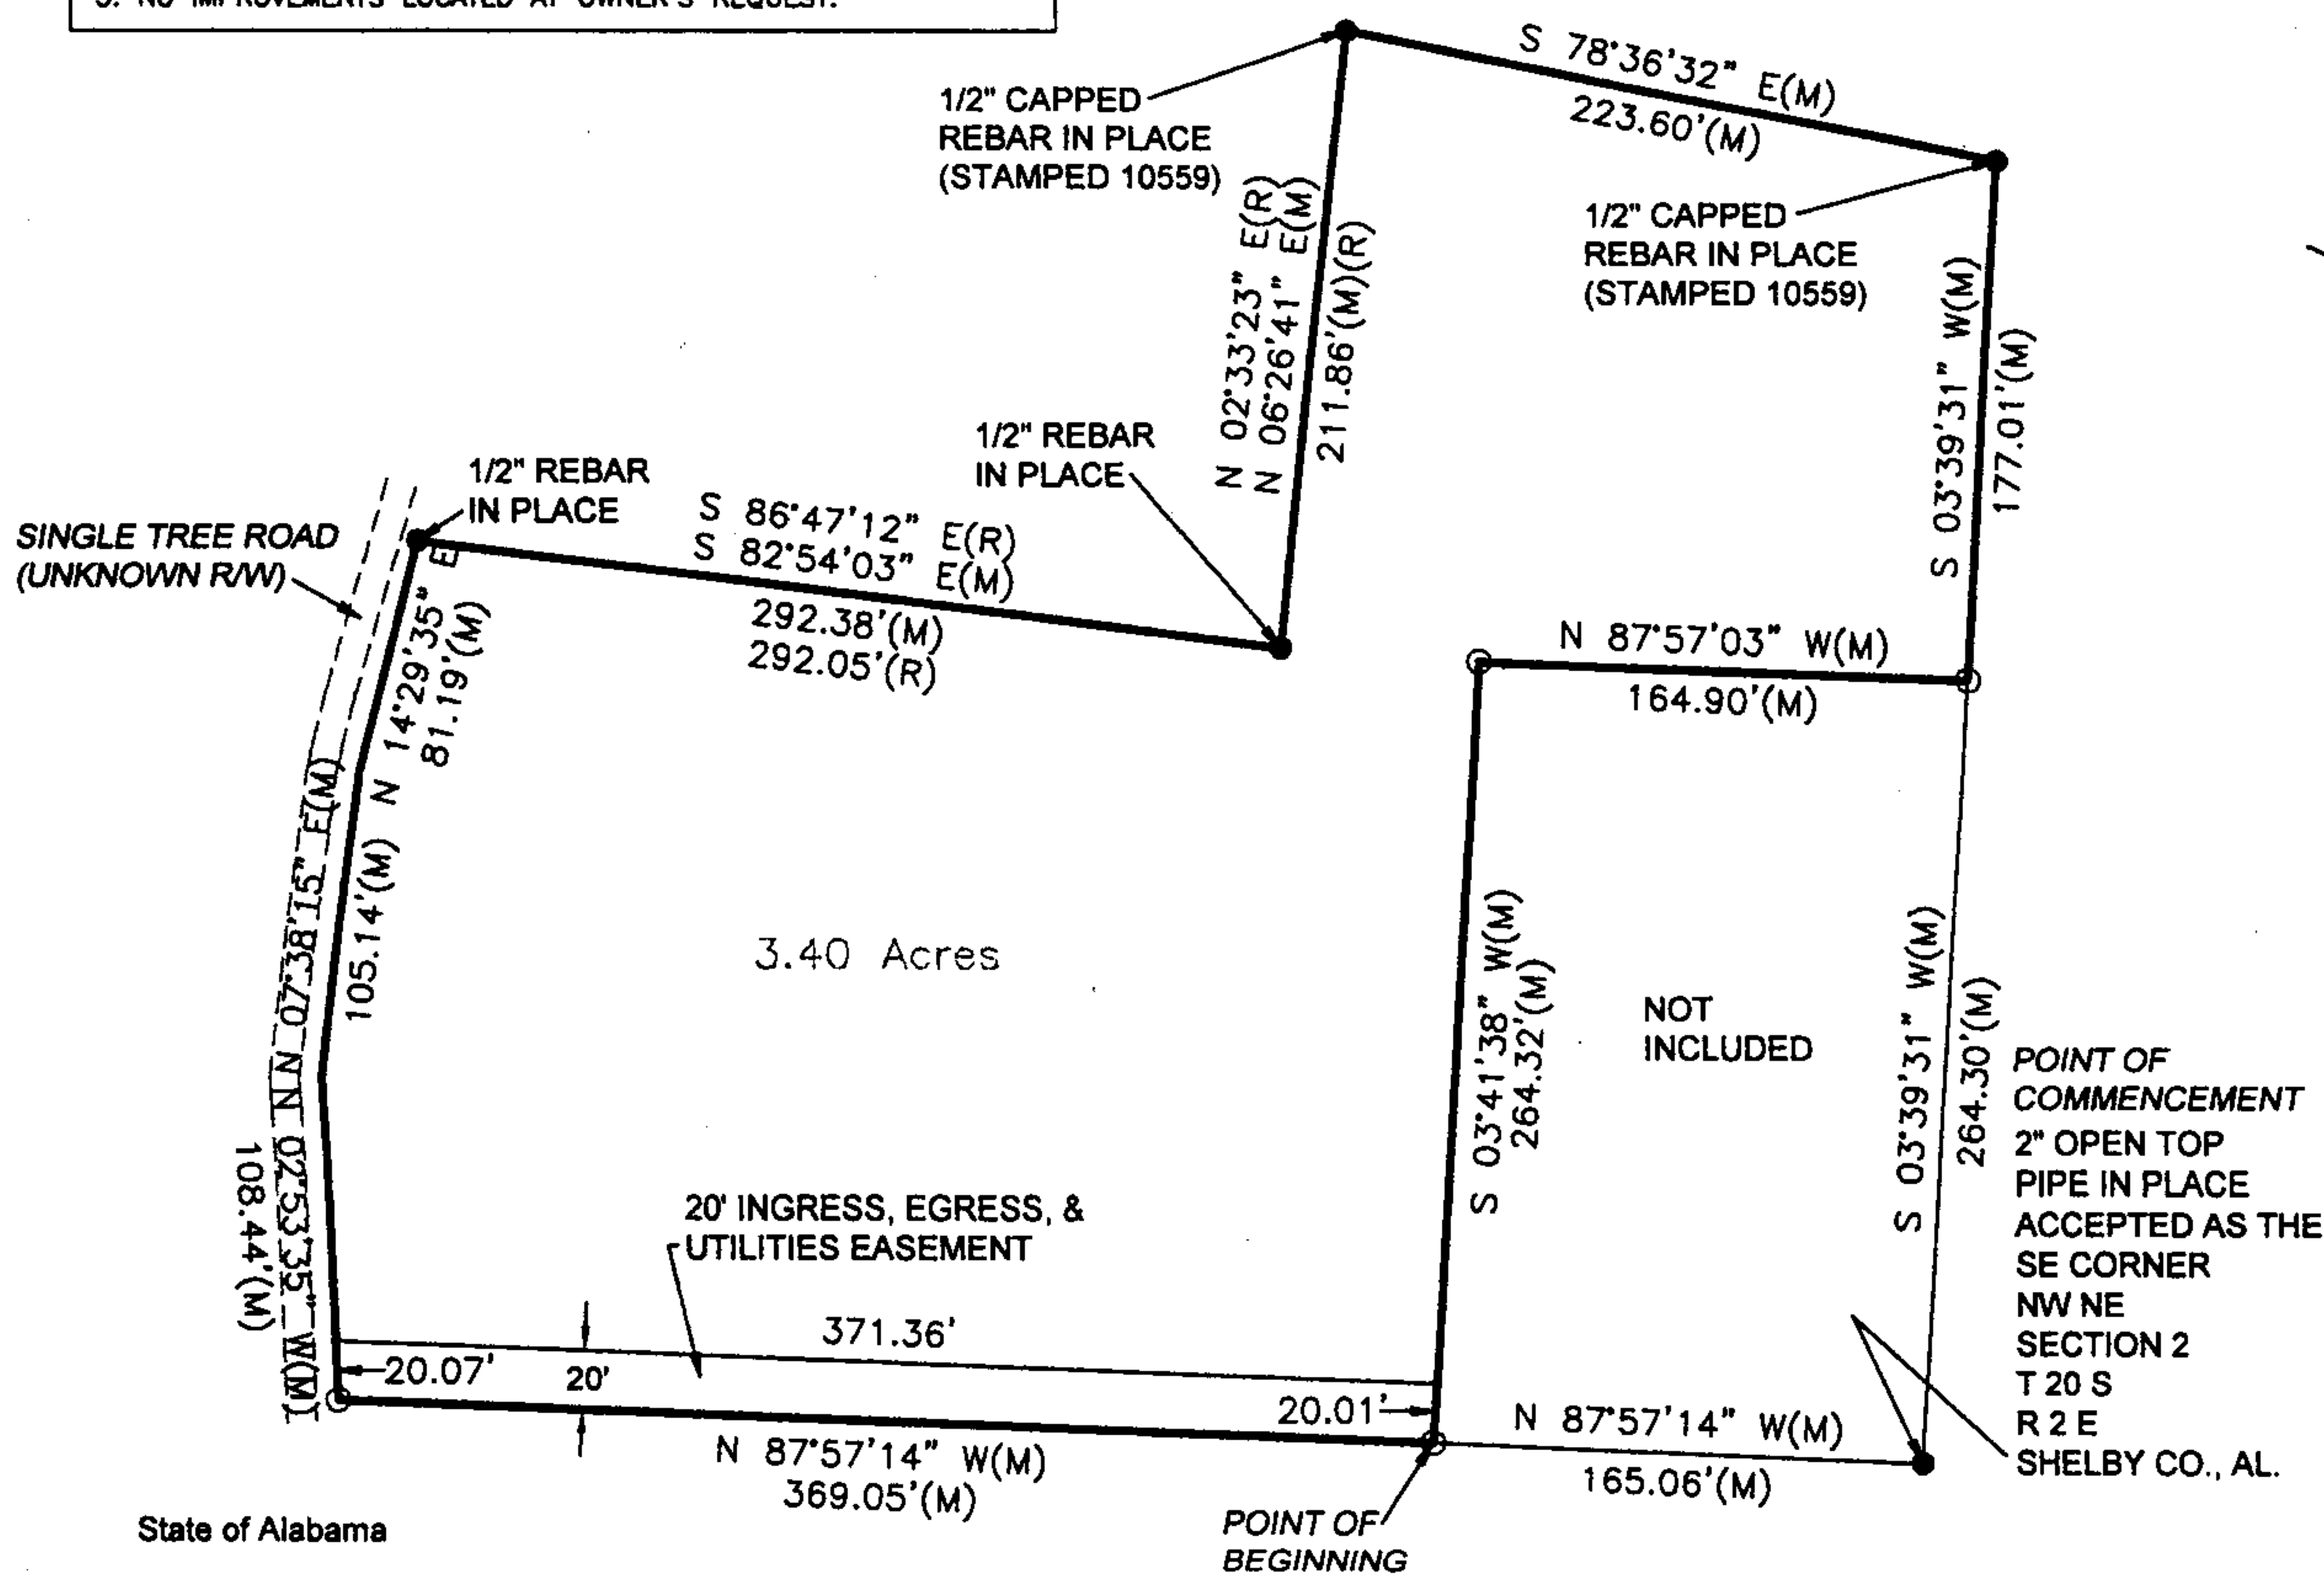 3. NO IMPROVEMENTS LOCATED AT OWNER'S REQUEST.
S 78°36'32" E(M)
223.60'(M)
1/2" CAPPED
REBAR IN PLACE
(STAMPED 10559)
1/2" CAPPED
REBAR IN PLACE
(STAMPED 10559)
N 02°33'23" E(R)
N 06°26'41" E(M)
211.86'(M)(R)
S 03°39'31" W(M)
177.01'(M)
1/2" REBAR
IN PLACE
1/2" REBAR
IN PLACE
SINGLE TREE ROAD
(UNKNOWN R/W)
S 86°47'12" E(R)
S 82°54'03" E(M)
292.38'(M)
292.05'(R)
N 14°29'35" E
81.19'(M)
N 87°57'03" W(M)
164.90'(M)
N 07°38'15" E(M)
105.14'(M)
3.40 Acres
S 03°41'38" W(M)
264.32'(M)
NOT
INCLUDED
S 03°39'31" W(M)
264.30'(M)
POINT OF
COMMENCEMENT
2" OPEN TOP
PIPE IN PLACE
ACCEPTED AS THE
SE CORNER
NW NE
SECTION 2
T 20 S
R 2 E
SHELBY CO., AL.
N 02°53'35" W(M)
108.44'(M)
20' INGRESS, EGRESS, &
UTILITIES EASEMENT
371.36'
20.07'
20'
20.01'
N 87°57'14" W(M)
369.05'(M)
N 87°57'14" W(M)
165.06'(M)
POINT OF
BEGINNING
State of Alabama